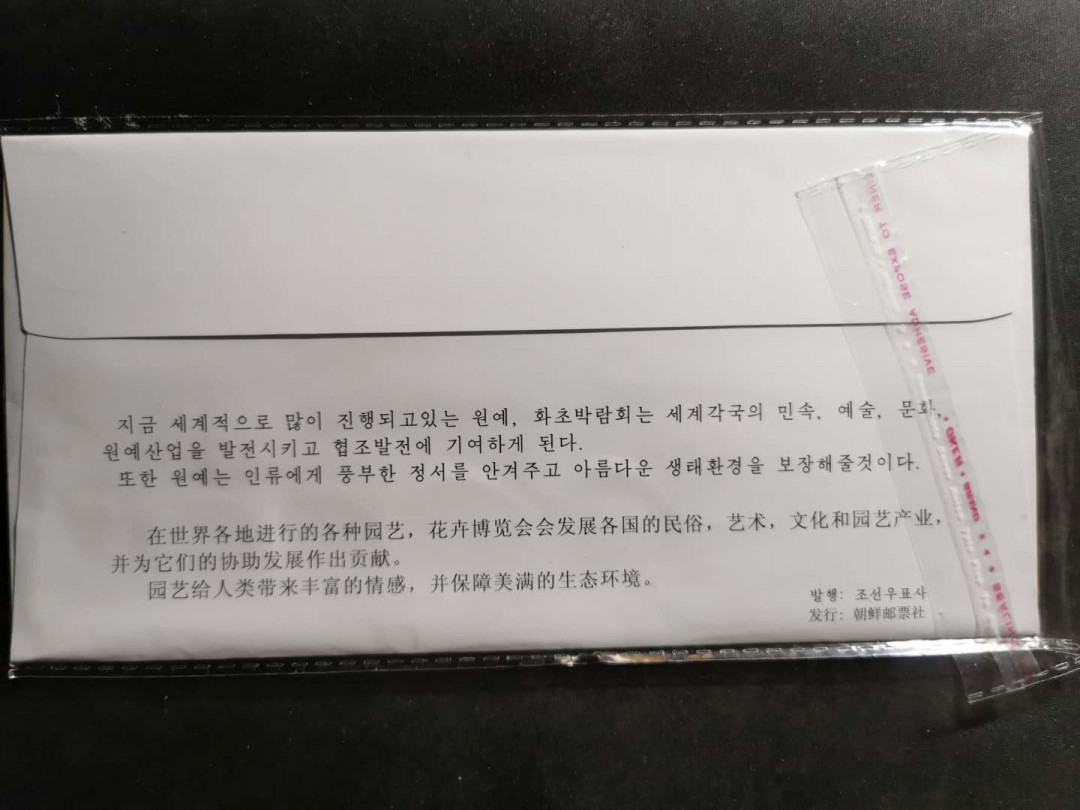 지금 세계적으로 많이 진행되고있는 원예, 화초박람회는 세계각국의 민속, 예술, 문화,
원예산업을 발전시키고 협조발전에 기여하게 된다.
또한 원예는 인류에게 풍부한 정서를 안겨주고 아름다운 생태환경을 보장해줄것이다.
在世界各地进行的各种园艺，花卉博览会会发展各国的民俗，艺术，文化和园艺产业，
并为它们的协助发展作出贡献。
园艺给人类带来丰富的情感，并保障美满的生态环境。
발행: 조선우표사
发行: 朝鲜邮票社
TO EXPOSE ADHESIVE